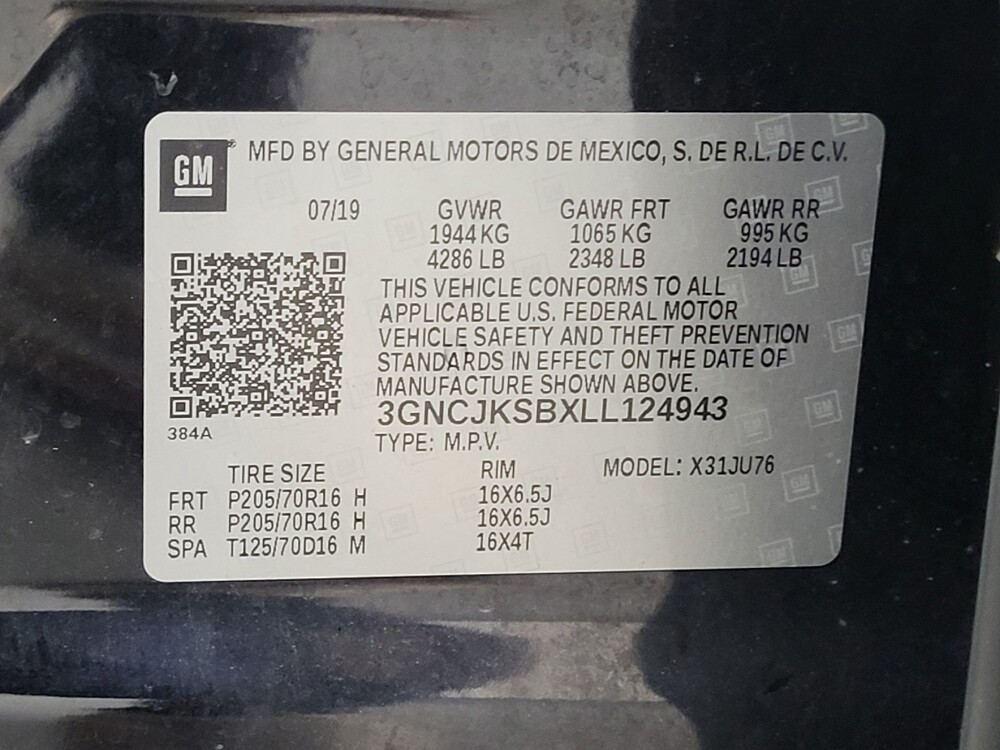 GM® MFD BY GENERAL MOTORS DE MEXICO, S. DE R.L. DE C.V.
07/19 GVWR GAWR FRT GAWR RR
1944 KG 1065 KG 995 KG
4286 LB 2348 LB 2194 LB
THIS VEHICLE CONFORMS TO ALL
APPLICABLE U.S. FEDERAL MOTOR
VEHICLE SAFETY AND THEFT PREVENTION
STANDARDS IN EFFECT ON THE DATE OF
MANUFACTURE SHOWN ABOVE.
3GNCJKSBXLL124943
384A
TYPE: M.P.V.
TIRE SIZE RIM MODEL: X31JU76
FRT P205/70R16 H 16X6.5J
RR P205/70R16 H 16X6.5J
SPA T125/70D16 M 16X4T